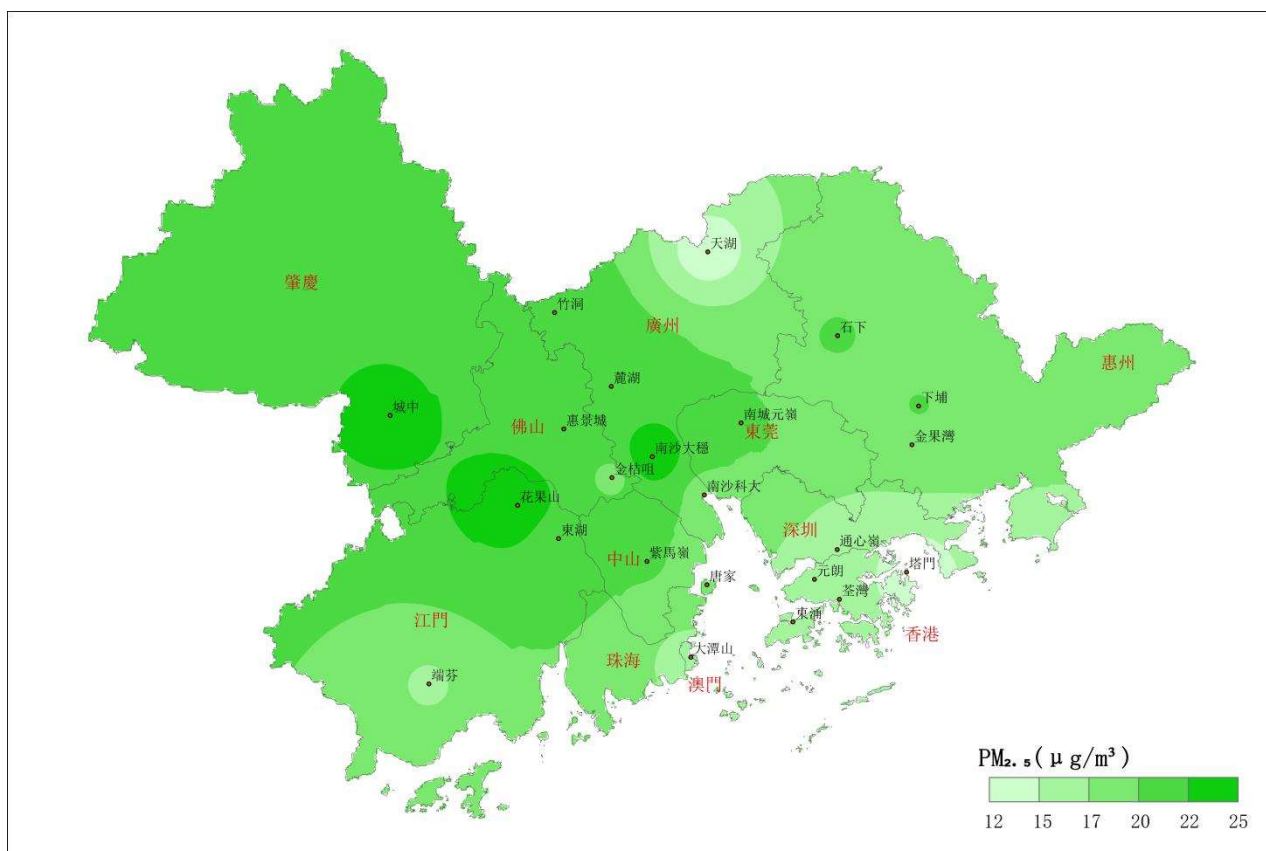 天湖
肇慶
竹洞
廣州
石下
惠州
麓湖
下埔
城中
惠景城
南城元嶺
佛山
東莞
金果灣
南沙大穩
金桔咀
南沙科大
花果山
深圳
東湖
通心嶺
中山
紫馬嶺
塔門
元朗
唐家
荃灣
江門
東涌
香港
大潭山
珠海
端芬
澳門
PM₂.₅(μg/m³)
12 15 17 20 22 25